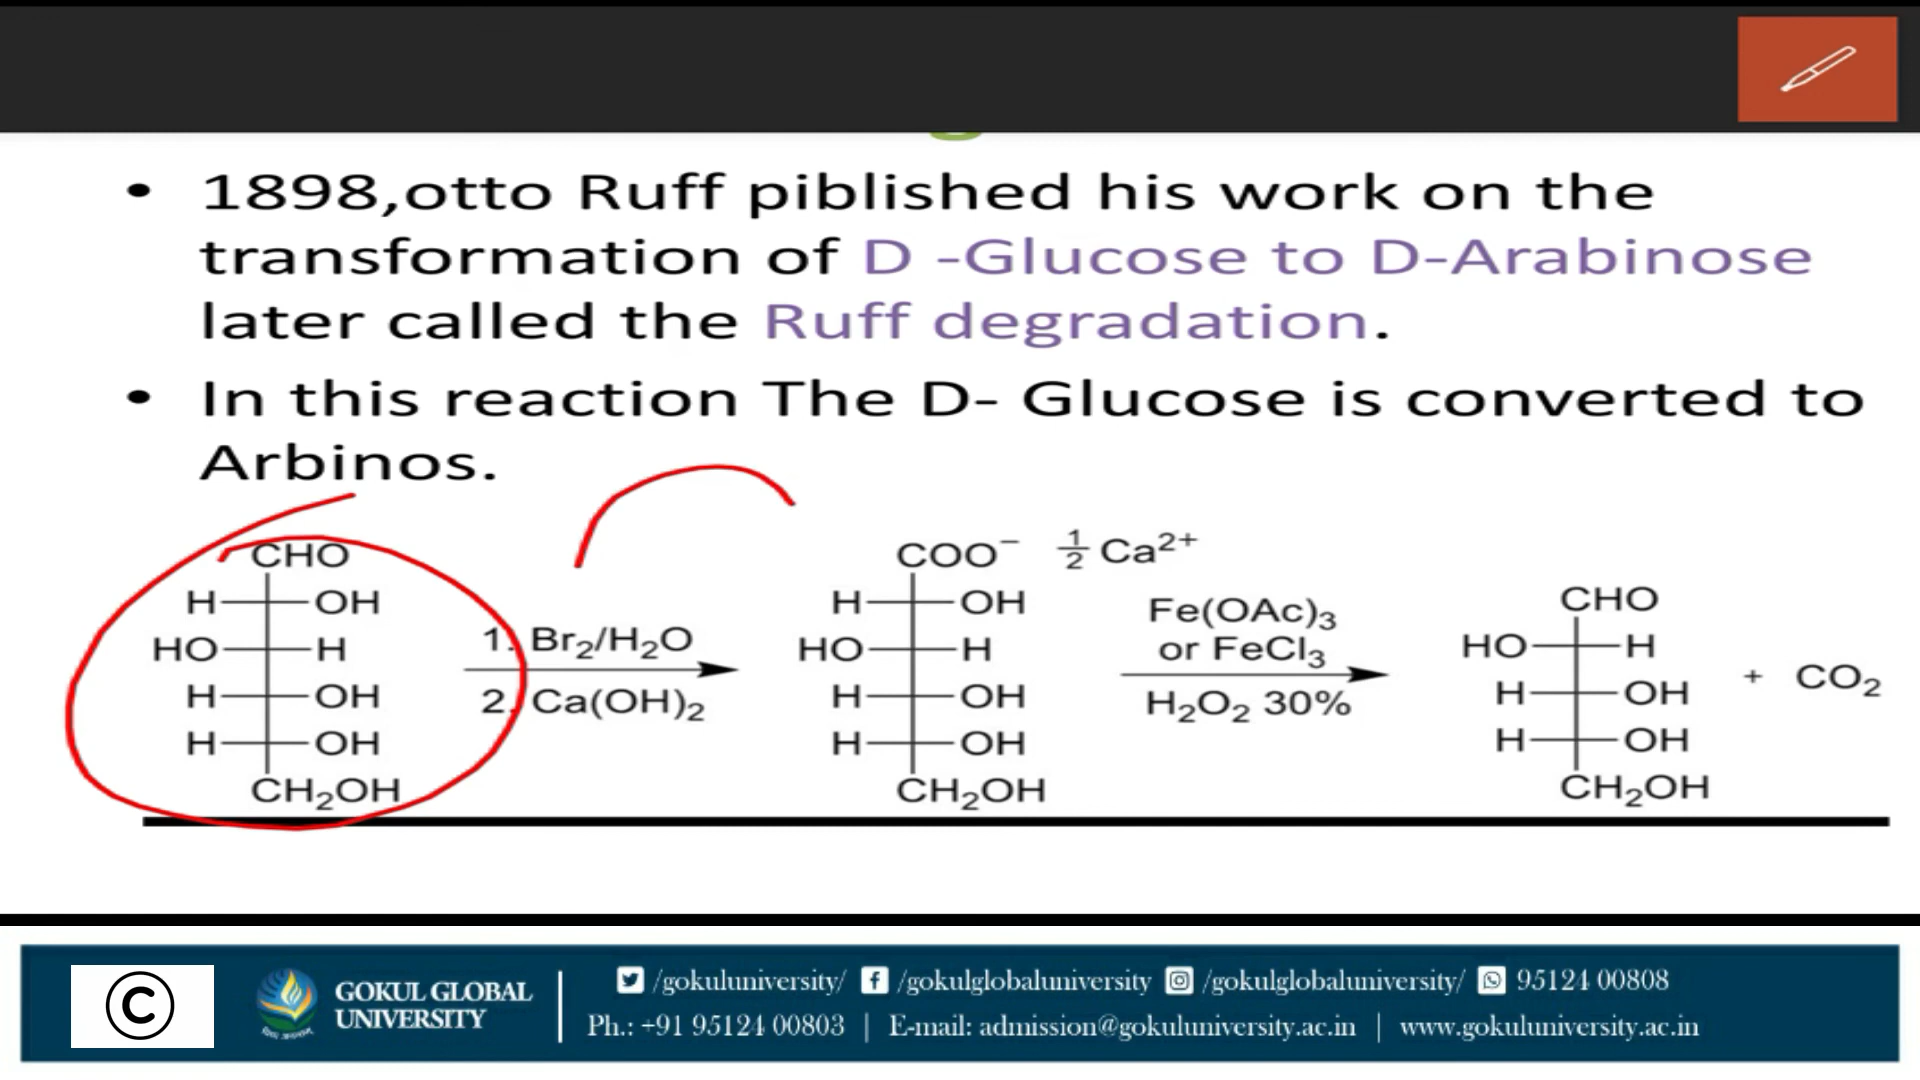 • 1898,otto Ruff piblished his work on the
transformation of D -Glucose to D-Arabinose
later called the Ruff degradation.
• In this reaction The D- Glucose is converted to
Arbinos.
CHO
H OH
HO H
H OH
H OH
CH₂OH
1. Br₂/H₂O
2. Ca(OH)₂
COO⁻ ½ Ca²⁺
H OH
HO H
H OH
H OH
CH₂OH
Fe(OAc)₃
or FeCl₃
H₂O₂ 30%
CHO
HO H
H OH
H OH
CH₂OH
+ CO₂
©
GOKUL GLOBAL
UNIVERSITY
/gokuluniversity/ /gokulglobaluniversity /gokulglobaluniversity/ 95124 00808
Ph.: +91 95124 00803 | E-mail: admission@gokuluniversity.ac.in | www.gokuluniversity.ac.in